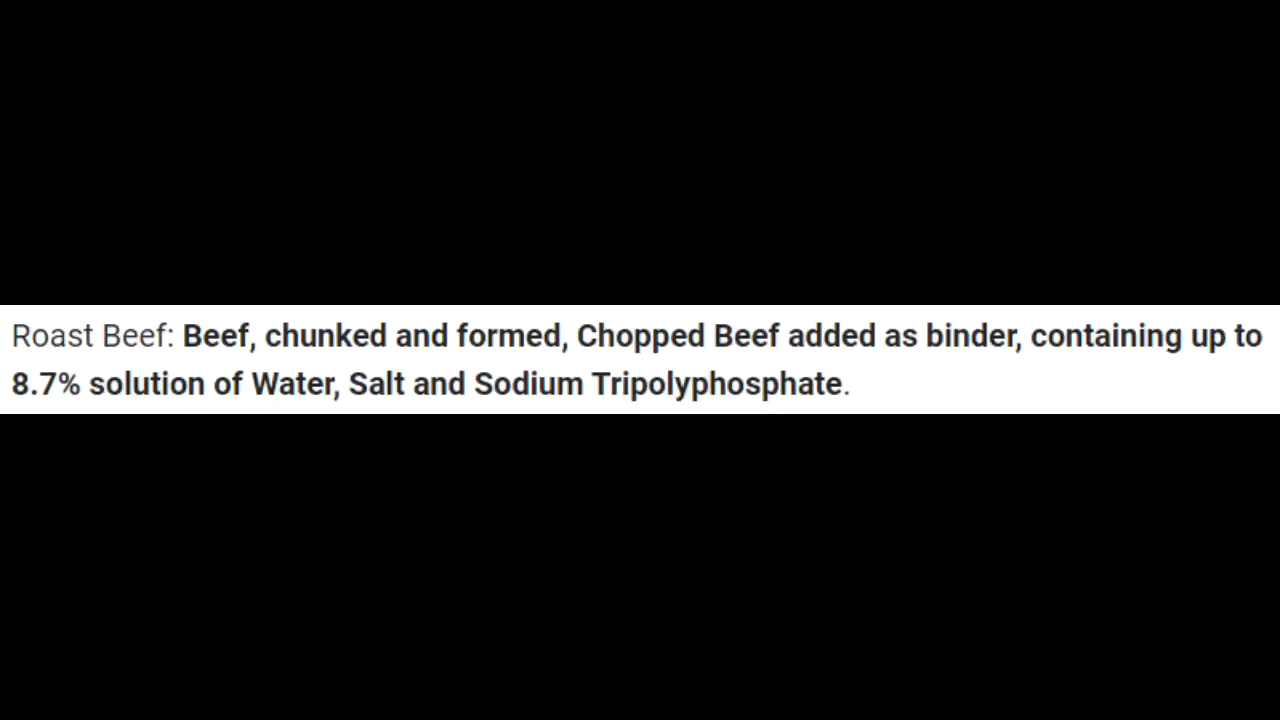 Roast Beef: Beef, chunked and formed, Chopped Beef added as binder, containing up to
8.7% solution of Water, Salt and Sodium Tripolyphosphate.